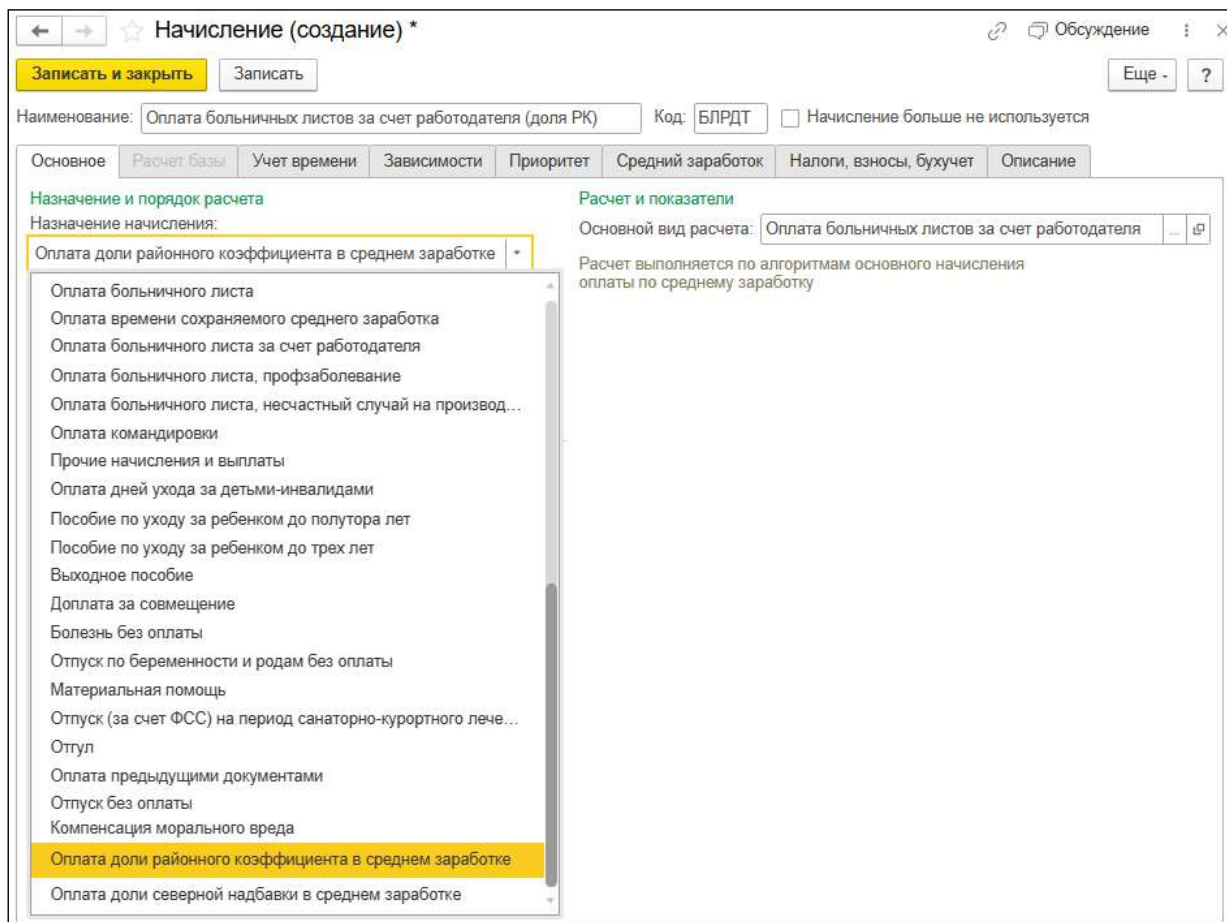 Начисление (создание) *
Обсуждение
Записать и закрыть
Записать
Еще
?
Наименование: Оплата больничных листов за счет работодателя (доля РК) Код: БЛРДТ Начисление больше не используется
Основное Расчет базы Учет времени Зависимости Приоритет Средний заработок Налоги, взносы, бухучет Описание
Назначение и порядок расчета
Назначение начисления:
Оплата доли районного коэффициента в среднем заработке
Оплата больничного листа
Оплата времени сохраняемого среднего заработка
Оплата больничного листа за счет работодателя
Оплата больничного листа, профзаболевание
Оплата больничного листа, несчастный случай на производ...
Оплата командировки
Прочие начисления и выплаты
Оплата дней ухода за детьми-инвалидами
Пособие по уходу за ребенком до полутора лет
Пособие по уходу за ребенком до трех лет
Выходное пособие
Доплата за совмещение
Болезнь без оплаты
Отпуск по беременности и родам без оплаты
Материальная помощь
Отпуск (за счет ФСС) на период санаторно-курортного лече...
Отгул
Оплата предыдущими документами
Отпуск без оплаты
Компенсация морального вреда
Оплата доли районного коэффициента в среднем заработке
Оплата доли северной надбавки в среднем заработке
Расчет и показатели
Основной вид расчета: Оплата больничных листов за счет работодателя ...
Расчет выполняется по алгоритмам основного начисления
оплаты по среднему заработку